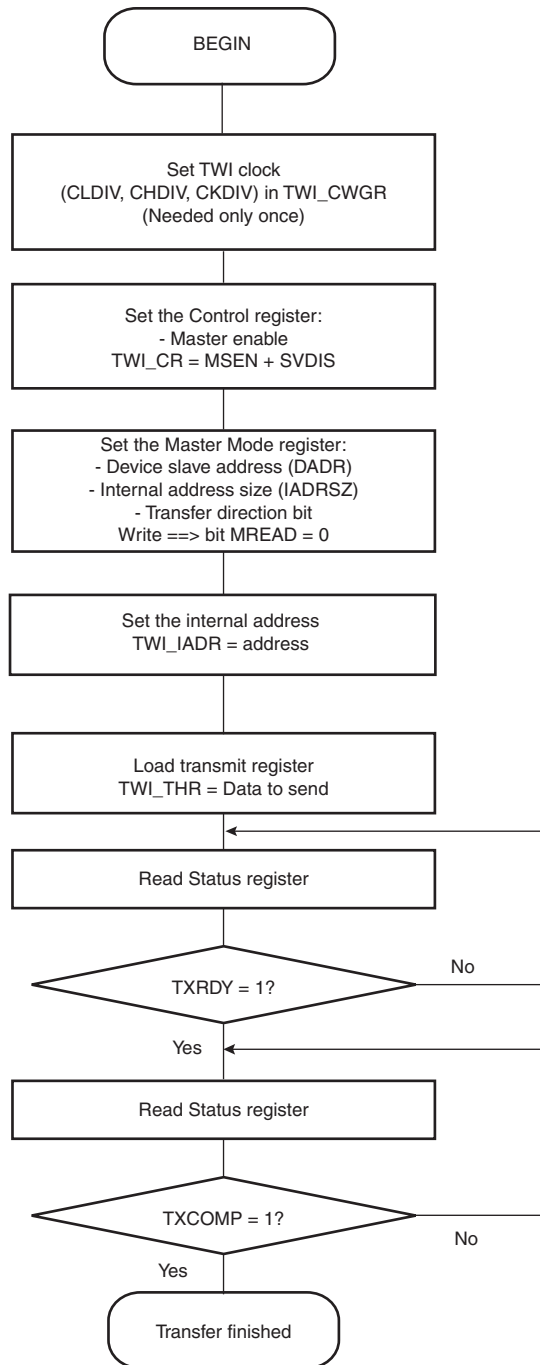 BEGIN
Set TWI clock
(CLDIV, CHDIV, CKDIV) in TWI_CWGR
(Needed only once)
Set the Control register:
- Master enable
TWI_CR = MSEN + SVDIS
Set the Master Mode register:
- Device slave address (DADR)
- Internal address size (IADRSZ)
- Transfer direction bit
Write ==> bit MREAD = 0
Set the internal address
TWI_IADR = address
Load transmit register
TWI_THR = Data to send
Read Status register
TXRDY = 1?
No
Yes
Read Status register
TXCOMP = 1?
No
Yes
Transfer finished